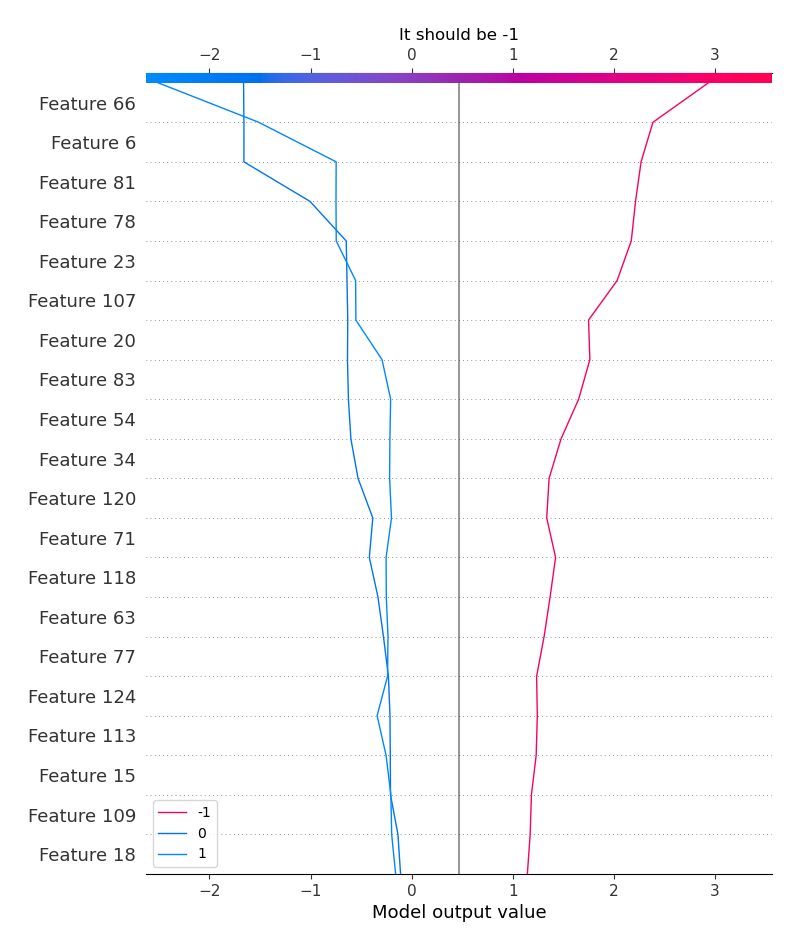 It should be -1
−2 −1 0 1 2 3
Feature 66
Feature 6
Feature 81
Feature 78
Feature 23
Feature 107
Feature 20
Feature 83
Feature 54
Feature 34
Feature 120
Feature 71
Feature 118
Feature 63
Feature 77
Feature 124
Feature 113
Feature 15
Feature 109
Feature 18
-1
0
1
−2 −1 0 1 2 3
Model output value